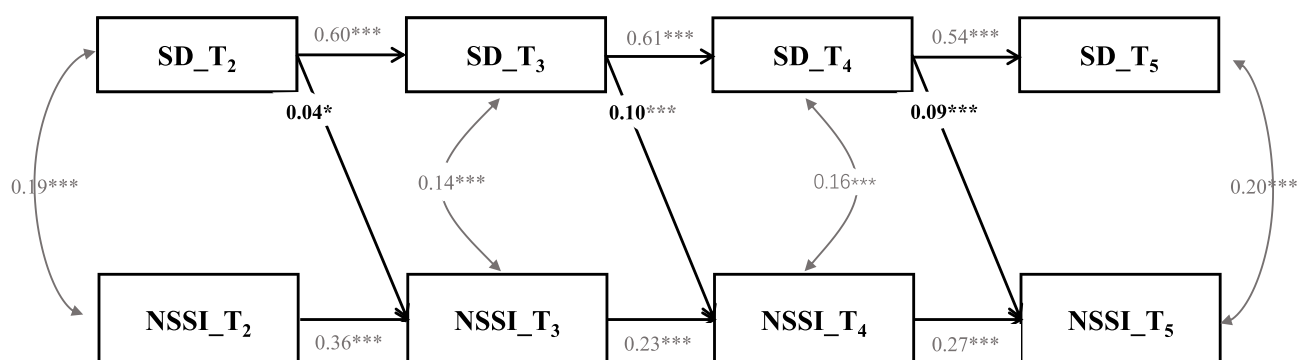 0.60***
0.61***
0.54***
SD_T₂
SD_T₃
SD_T₄
SD_T₅
0.04*
0.10***
0.09***
0.19***
0.14***
0.16***
0.20***
NSSI_T₂
NSSI_T₃
NSSI_T₄
NSSI_T₅
0.36***
0.23***
0.27***